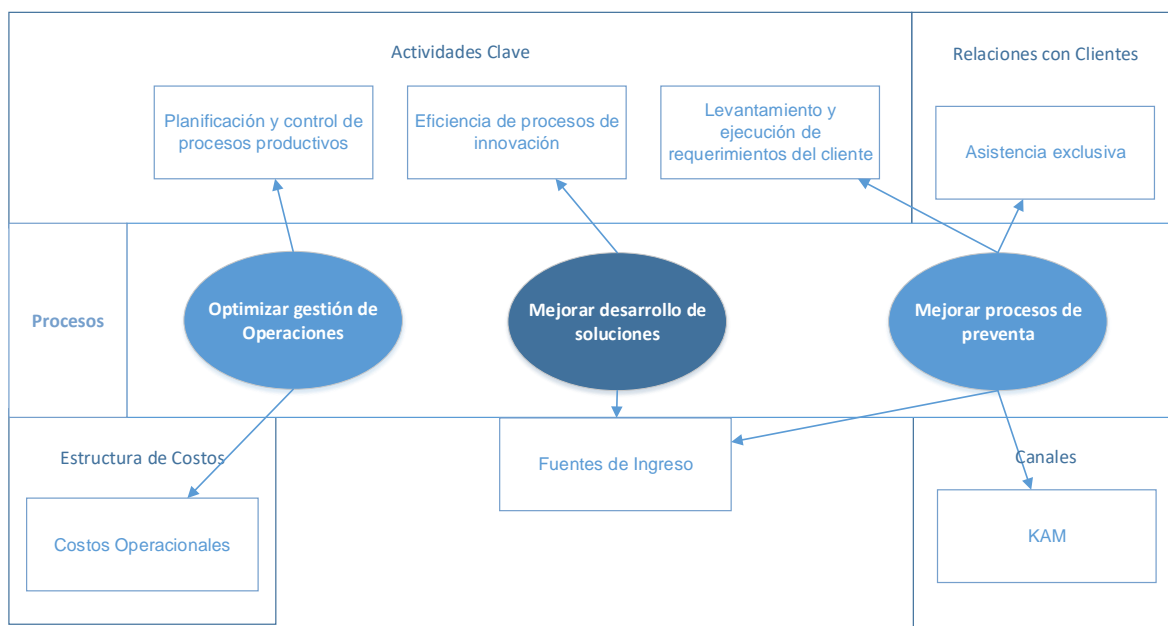 Actividades Clave
Relaciones con Clientes
Planificación y control de
procesos productivos
Eficiencia de procesos de
innovación
Levantamiento y
ejecución de
requerimientos del cliente
Asistencia exclusiva
Procesos
Optimizar gestión de
Operaciones
Mejorar desarrollo de
soluciones
Mejorar procesos de
preventa
Estructura de Costos
Fuentes de Ingreso
Canales
Costos Operacionales
KAM